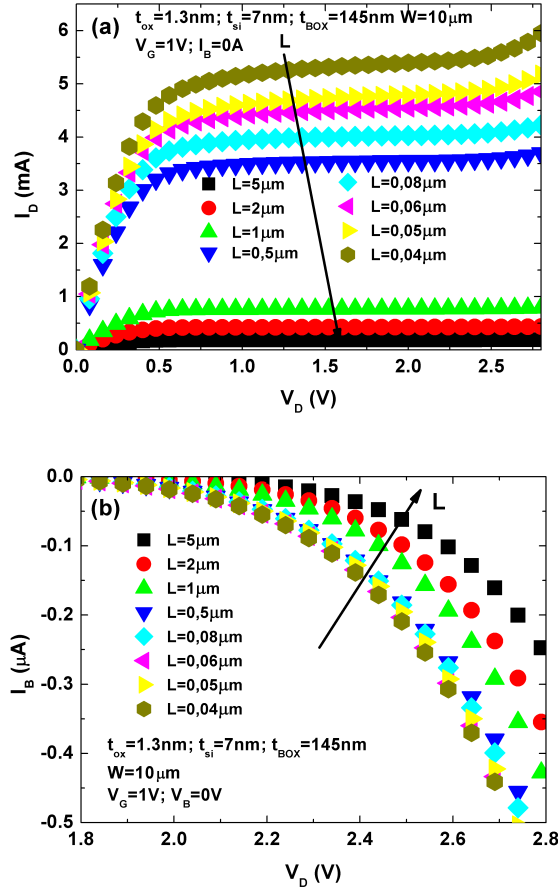 (a)
t_ox=1.3nm; t_si=7nm; t_BOX=145nm W=10μm
V_G=1V; I_B=0A
L
6
5
4
3
2
1
0
I_D (mA)
L=5μm
L=2μm
L=1μm
L=0,5μm
L=0,08μm
L=0,06μm
L=0,05μm
L=0,04μm
0.0 0.5 1.0 1.5 2.0 2.5
V_D (V)
(b)
L
0.0
-0.1
-0.2
-0.3
-0.4
-0.5
I_B (μA)
L=5μm
L=2μm
L=1μm
L=0,5μm
L=0,08μm
L=0,06μm
L=0,05μm
L=0,04μm
t_ox=1.3nm; t_si=7nm; t_BOX=145nm
W=10μm
V_G=1V; V_B=0V
1.8 2.0 2.2 2.4 2.6 2.8
V_D (V)